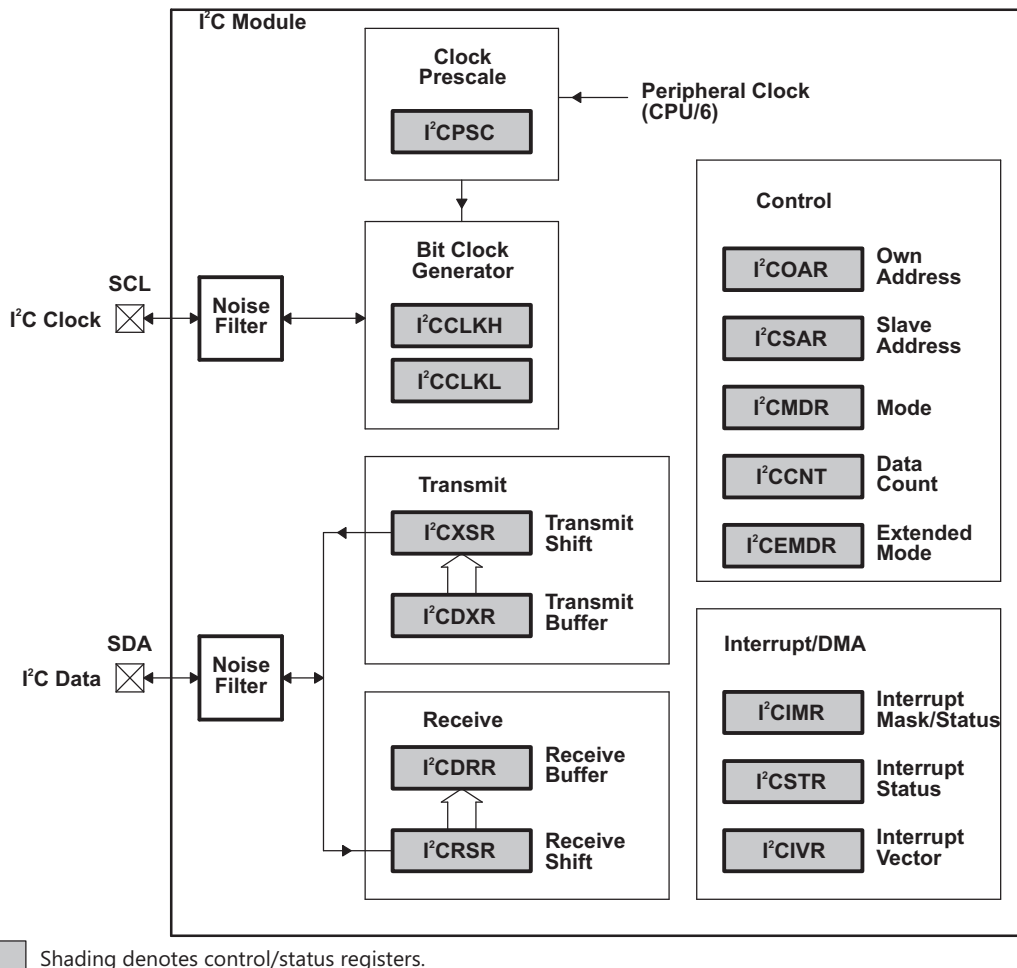 I²C Module
Clock
Prescale
I²CPSC
Peripheral Clock
(CPU/6)
Bit Clock
Generator
I²CCLKH
I²CCLKL
SCL
I²C Clock
Noise
Filter
Control
I²COAR
Own
Address
I²CSAR
Slave
Address
I²CMDR
Mode
I²CCNT
Data
Count
I²CEMDR
Extended
Mode
Transmit
I²CXSR
Transmit
Shift
I²CDXR
Transmit
Buffer
SDA
I²C Data
Noise
Filter
Receive
I²CDRR
Receive
Buffer
I²CRSR
Receive
Shift
Interrupt/DMA
I²CIMR
Interrupt
Mask/Status
I²CSTR
Interrupt
Status
I²CIVR
Interrupt
Vector
Shading denotes control/status registers.